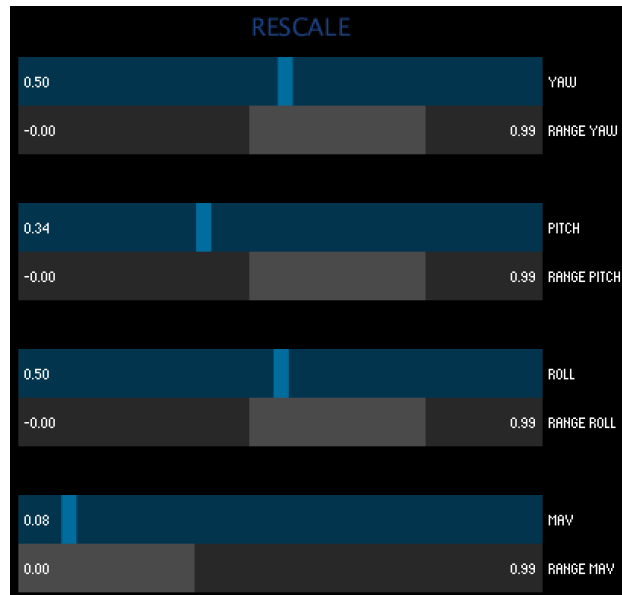 RESCALE
0.50 YAW
-0.00 0.99 RANGE YAW
0.34 PITCH
-0.00 0.99 RANGE PITCH
0.50 ROLL
-0.00 0.99 RANGE ROLL
0.08 MAV
0.00 0.99 RANGE MAV